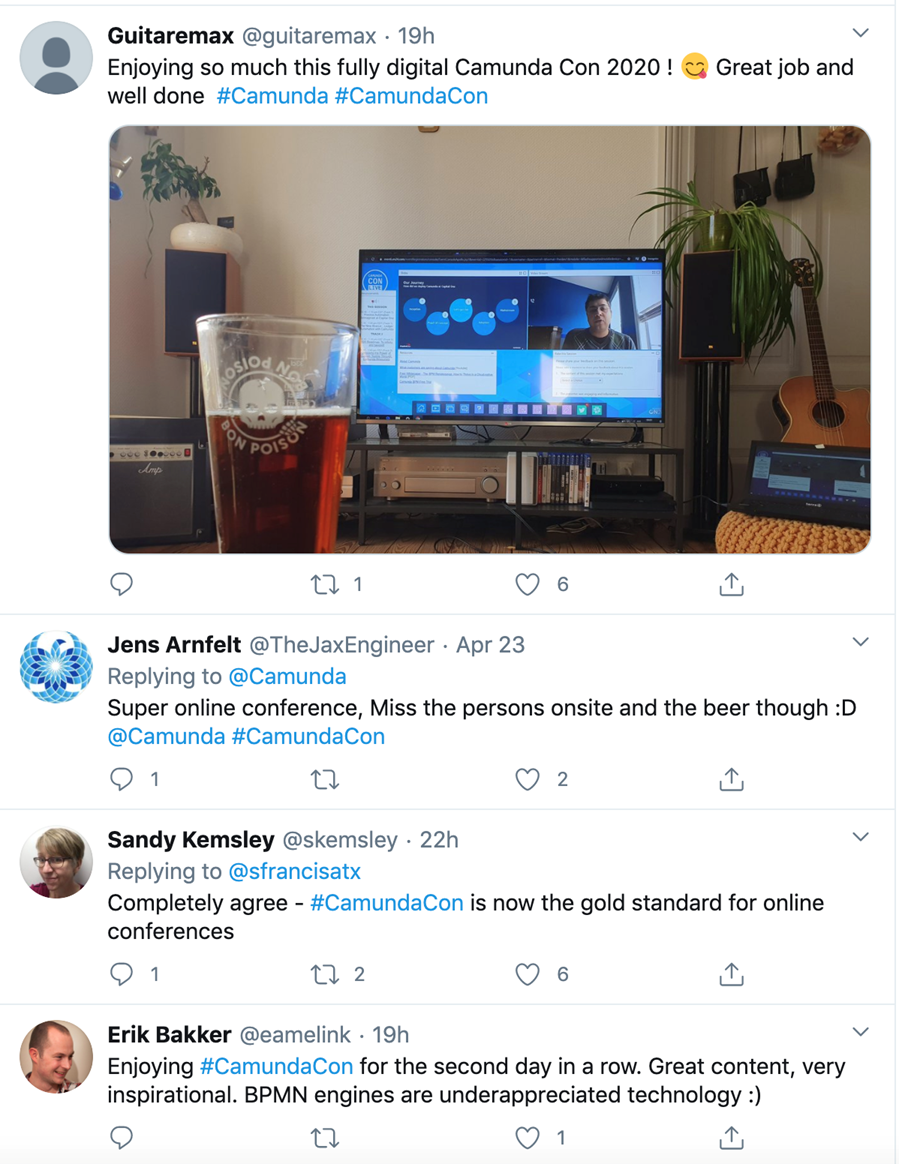 Guitaremax @guitaremax · 19h
Enjoying so much this fully digital Camunda Con 2020 ! 😋 Great job and
well done #Camunda #CamundaCon
NON POISON
BON POISON
Amp
CON
1
6
Jens Arnfelt @TheJaxEngineer · Apr 23
Replying to @Camunda
Super online conference, Miss the persons onsite and the beer though :D
@Camunda #CamundaCon
1
2
Sandy Kemsley @skemsley · 22h
Replying to @sfrancisatx
Completely agree - #CamundaCon is now the gold standard for online
conferences
1
2
6
Erik Bakker @eamelink · 19h
Enjoying #CamundaCon for the second day in a row. Great content, very
inspirational. BPMN engines are underappreciated technology :)
1